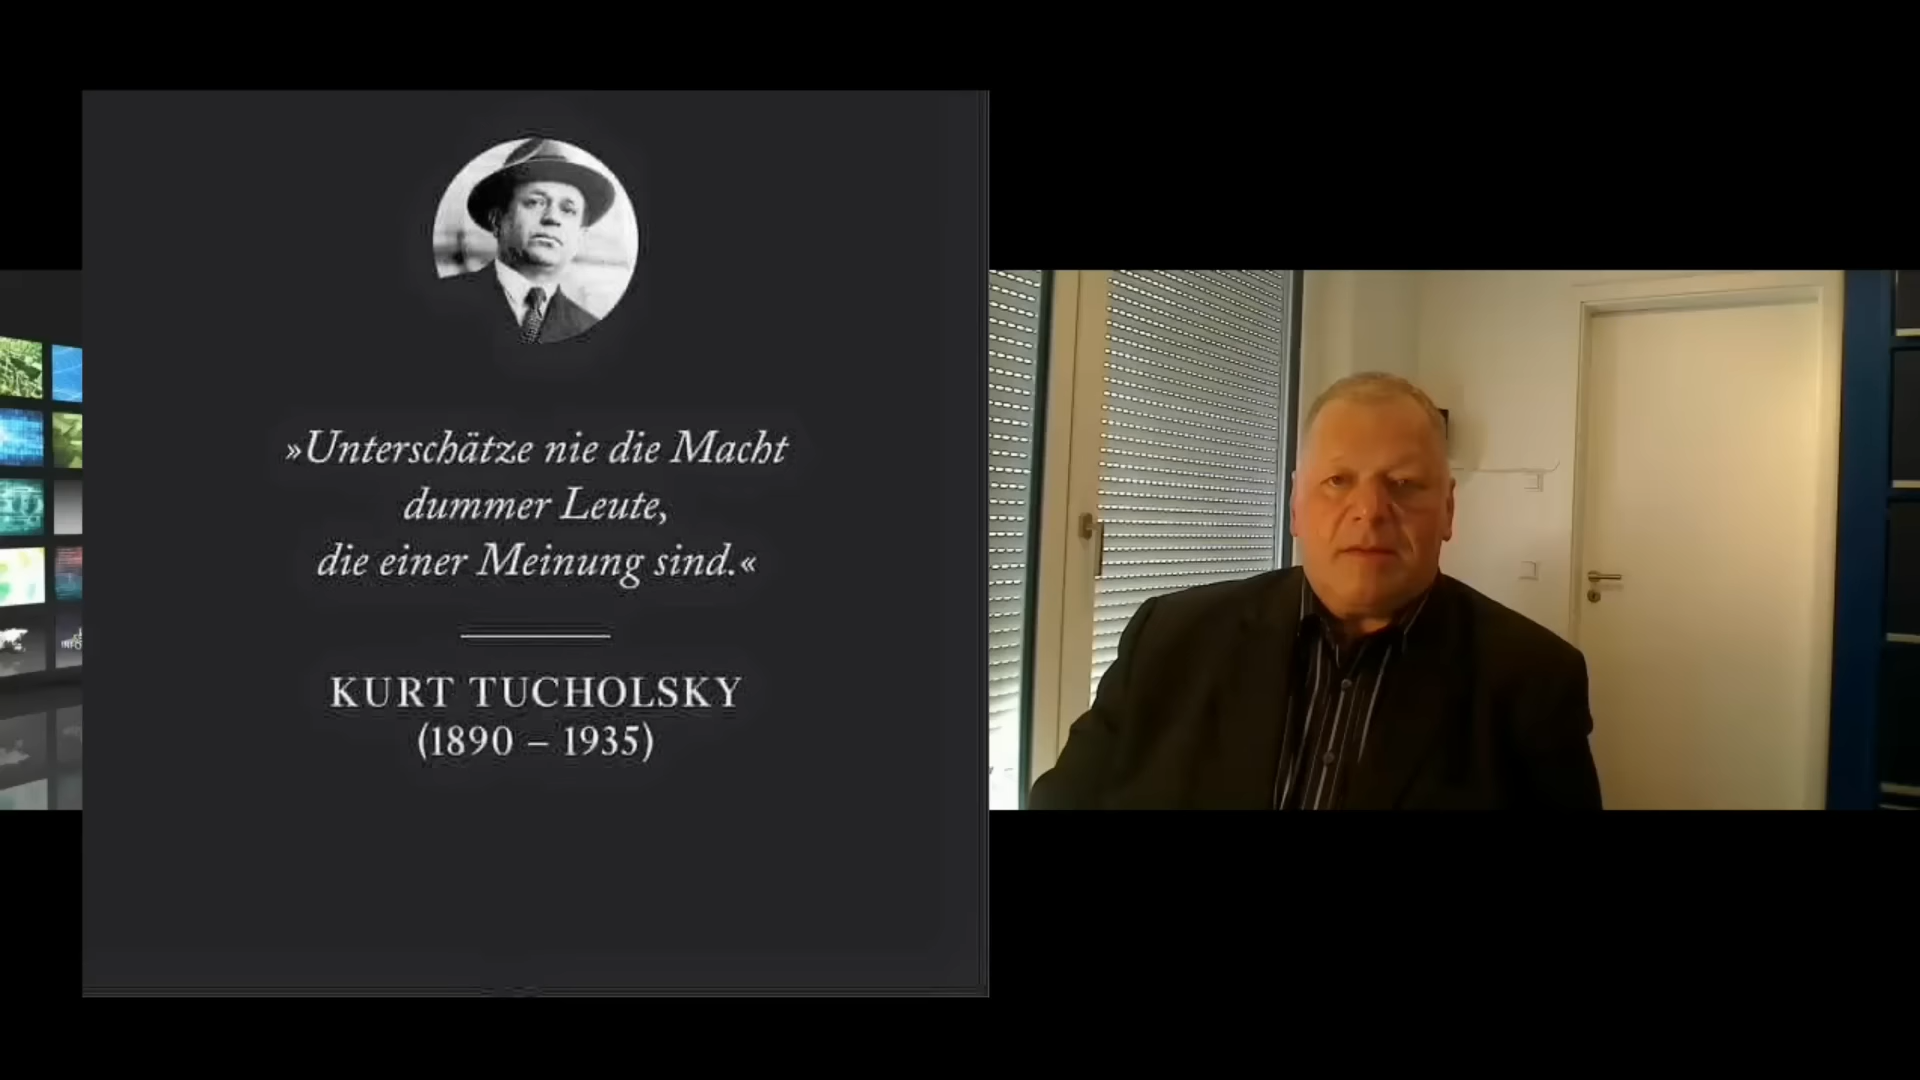 »Unterschätze nie die Macht
dummer Leute,
die einer Meinung sind.«
KURT TUCHOLSKY
(1890 – 1935)